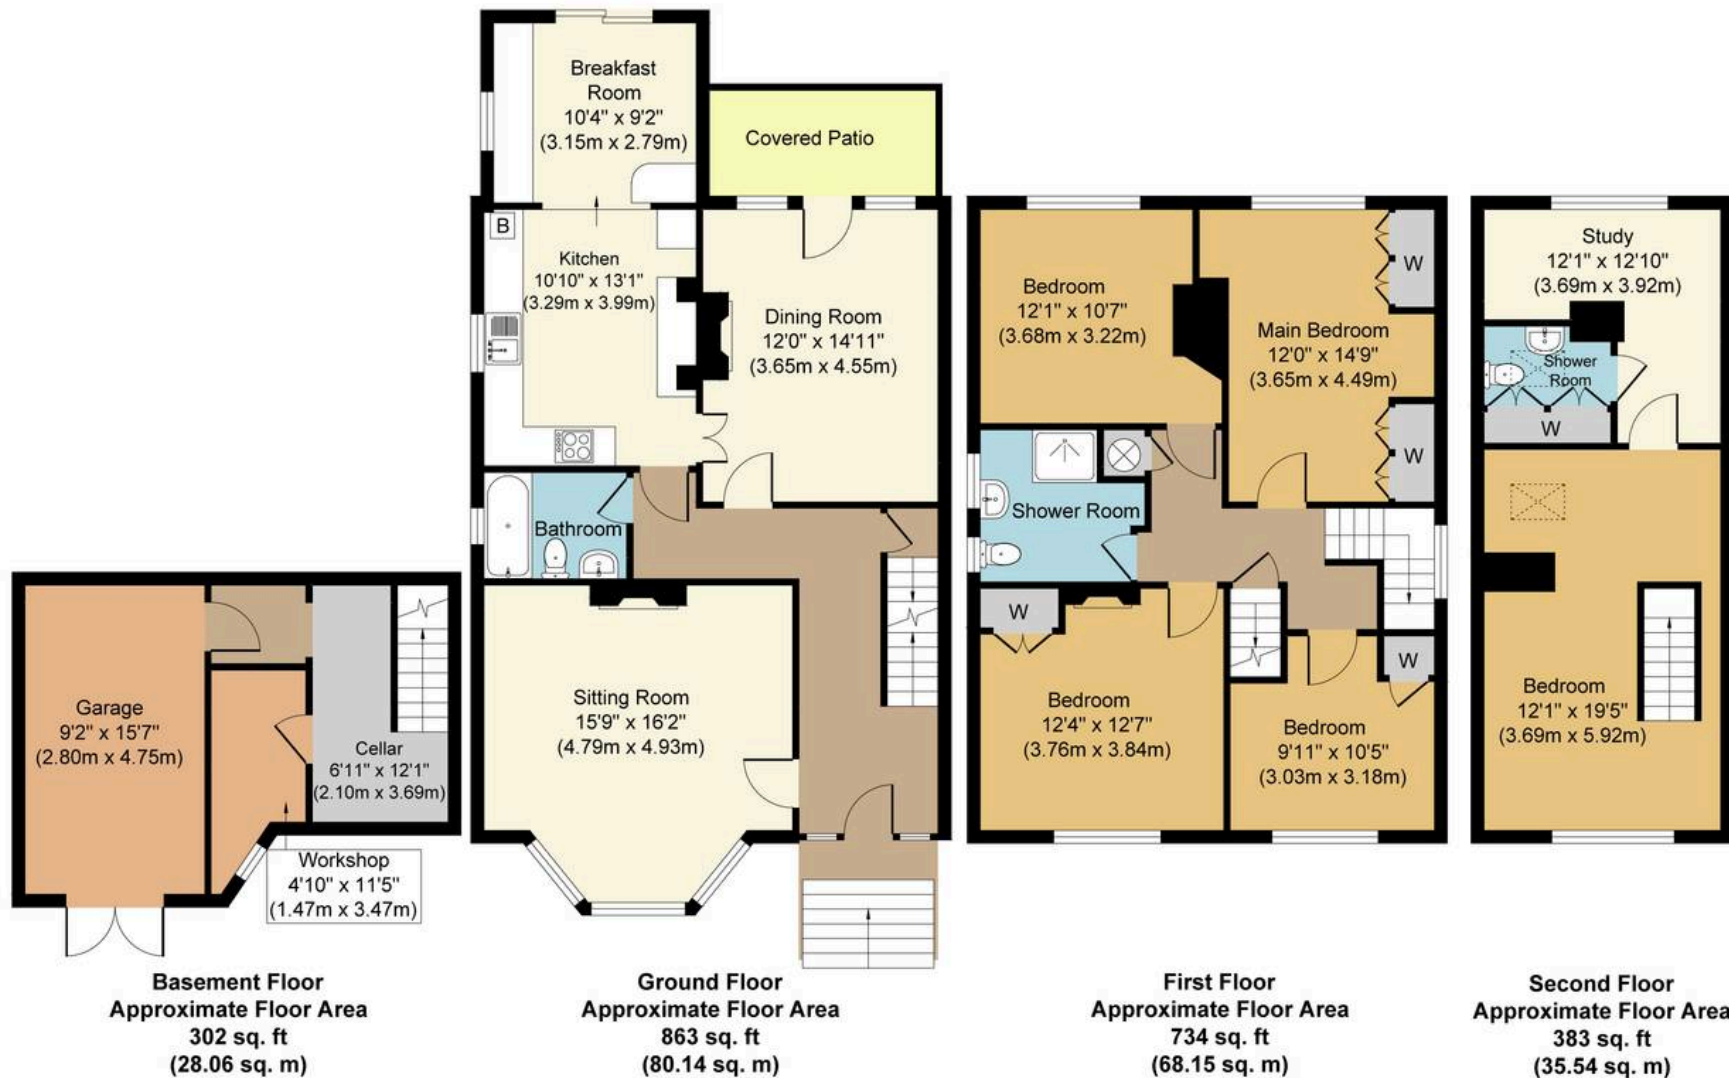 Breakfast
Room
10'4" x 9'2"
(3.15m x 2.79m)
Covered Patio
B
Kitchen
10'10" x 13'1"
(3.29m x 3.99m)
Dining Room
12'0" x 14'11"
(3.65m x 4.55m)
Bathroom
Sitting Room
15'9" x 16'2"
(4.79m x 4.93m)
Garage
9'2" x 15'7"
(2.80m x 4.75m)
Cellar
6'11" x 12'1"
(2.10m x 3.69m)
Workshop
4'10" x 11'5"
(1.47m x 3.47m)
Bedroom
12'1" x 10'7"
(3.68m x 3.22m)
Main Bedroom
12'0" x 14'9"
(3.65m x 4.49m)
W
W
Shower Room
W
Bedroom
12'4" x 12'7"
(3.76m x 3.84m)
W
Bedroom
9'11" x 10'5"
(3.03m x 3.18m)
Study
12'1" x 12'10"
(3.69m x 3.92m)
Shower
Room
W
Bedroom
12'1" x 19'5"
(3.69m x 5.92m)
Basement Floor
Approximate Floor Area
302 sq. ft
(28.06 sq. m)
Ground Floor
Approximate Floor Area
863 sq. ft
(80.14 sq. m)
First Floor
Approximate Floor Area
734 sq. ft
(68.15 sq. m)
Second Floor
Approximate Floor Area
383 sq. ft
(35.54 sq. m)